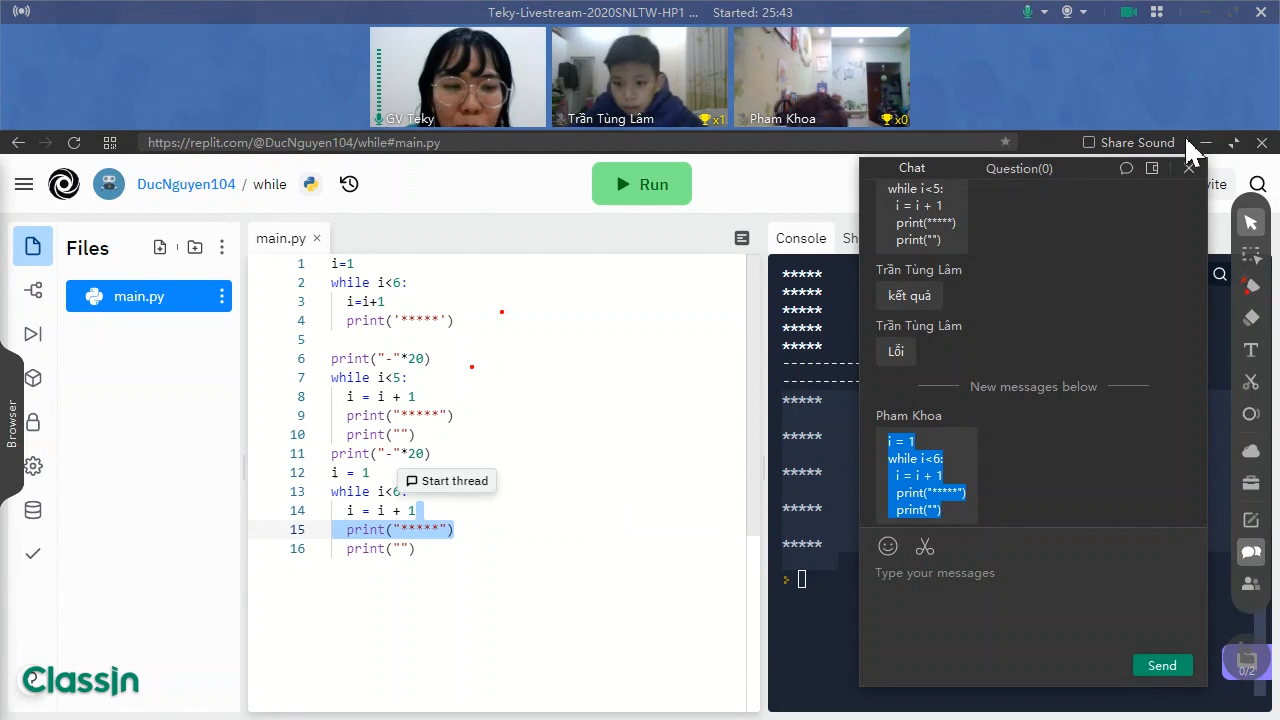 Teky-Livestream-2020SNLTW-HP1 ... Started: 25:43
GV Teky
Trần Tùng Lâm
x1
Pham Khoa
x0
https://replit.com/@DucNguyen104/while#main.py
Share Sound
DucNguyen104 / while
Run
vite
Files
main.py
main.py
1 i=1
2 while i<6:
3 i=i+1
4 print('*****')
5
6 print("-"*20)
7 while i<5:
8 i = i + 1
9 print("*****")
10 print("")
11 print("-"*20)
12 i = 1
13 while i<6:
14 i = i + 1
15 print("*****")
16 print("")
Start thread
Console
Sh
*****
*****
*****
*****
*****
--------
--------
*****
*****
*****
*****
*****
Chat
Question(0)
while i<5:
i = i + 1
print(*****)
print("")
Trần Tùng Lâm
kết quả
Trần Tùng Lâm
Lỗi
New messages below
Pham Khoa
i = 1
while i<6:
i = i + 1
print("*****")
print("")
Type your messages
Send
0/2
Browser
ClassIn